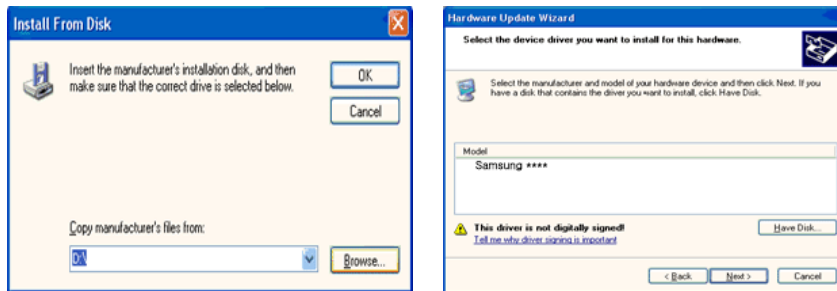 Install From Disk
Insert the manufacturer's installation disk, and then
make sure that the correct drive is selected below.
OK
Cancel
Copy manufacturer's files from:
D:\
Browse...
Hardware Update Wizard
Select the device driver you want to install for this hardware.
Select the manufacturer and model of your hardware device and then click Next. If you
have a disk that contains the driver you want to install, click Have Disk.
Model
Samsung ****
This driver is not digitally signed!
Tell me why driver signing is important
Have Disk...
< Back
Next >
Cancel